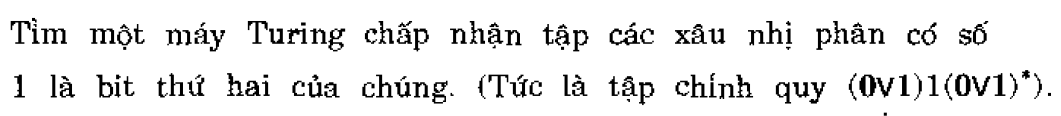 Tìm một máy Turing chấp nhận tập các xâu nhị phân có số
1 là bit thứ hai của chúng. (Tức là tập chính quy (0V1)1(0V1)*).